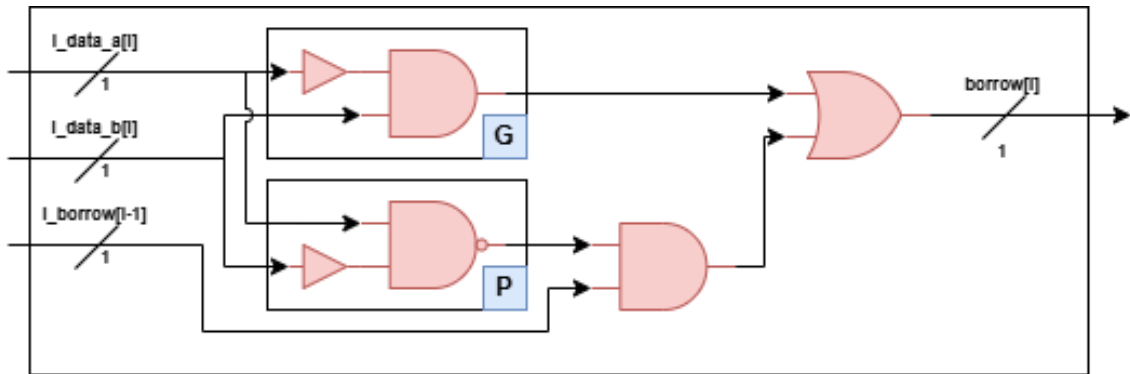 I_data_a[i]
1
I_data_b[i]
1
I_borrow[i-1]
1
G
P
borrow[i]
1